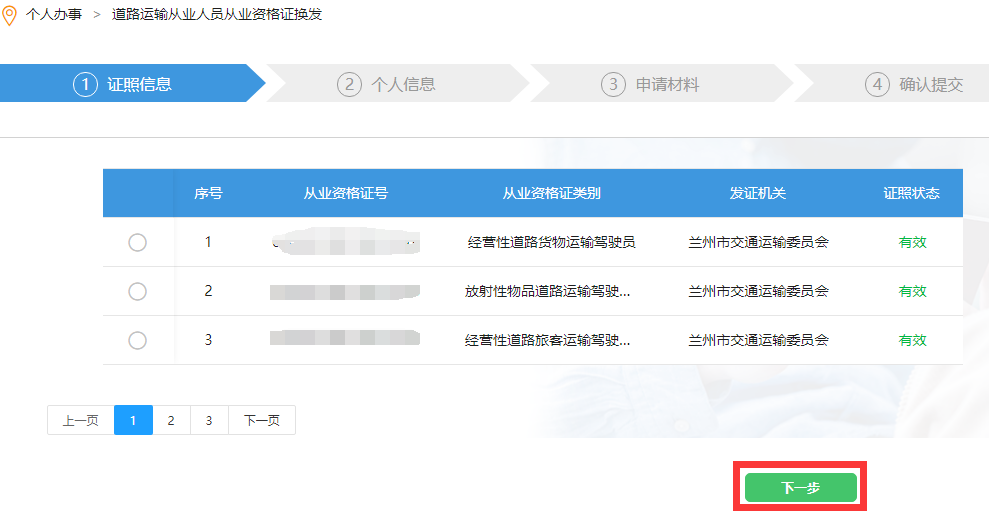 个人办事 > 道路运输从业人员从业资格证换发
1 证照信息 2 个人信息 3 申请材料 4 确认提交
序号 从业资格证号 从业资格证类别 发证机关 证照状态
1 经营性道路货物运输驾驶员 兰州市交通运输委员会 有效
2 放射性物品道路运输驾驶... 兰州市交通运输委员会 有效
3 经营性道路旅客运输驾驶... 兰州市交通运输委员会 有效
上一页 1 2 3 下一页
下一步